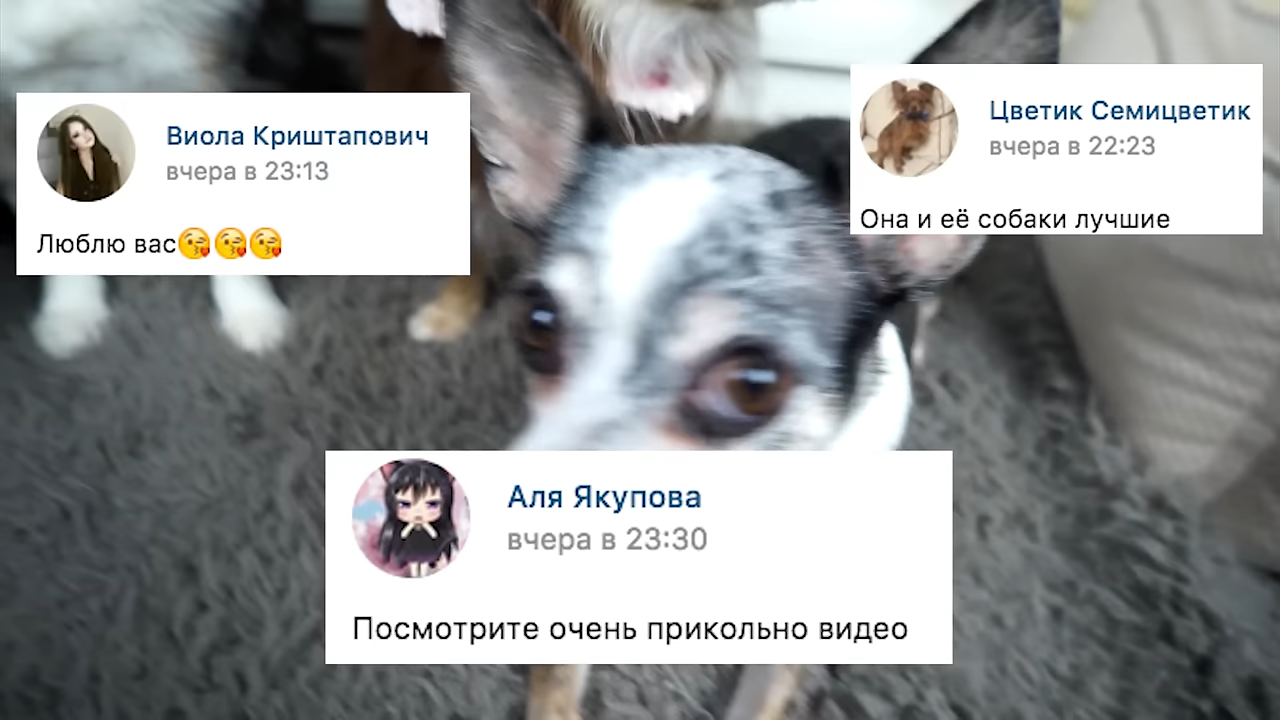 Виола Криштапович
вчера в 23:13
Люблю вас😘😘😘
Цветик Семицветик
вчера в 22:23
Она и её собаки лучшие
Аля Якупова
вчера в 23:30
Посмотрите очень прикольно видео